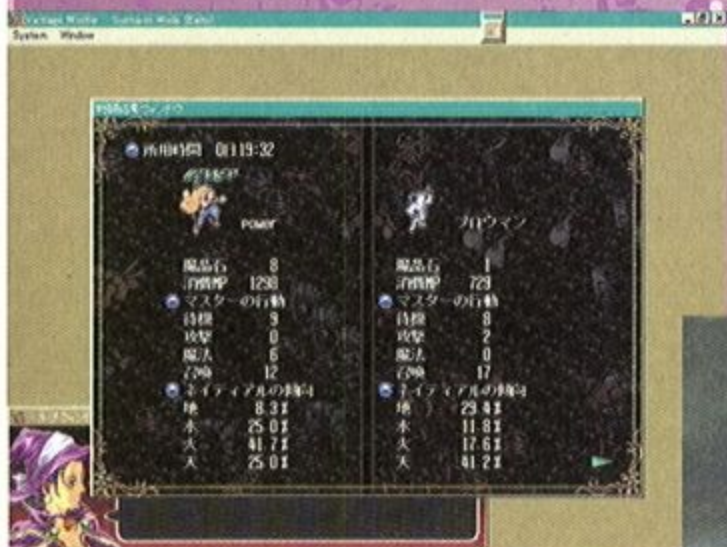 System Window
所用時間 0日19:32
power
魔晶石 8
消費MP 1298
マスターの行動
待機 9
攻撃 0
魔法 6
召喚 12
ネイティアルの傾向
地 8.3%
水 25.0%
火 41.7%
天 25.0%
ブロウマン
魔晶石 1
消費MP 729
マスターの行動
待機 8
攻撃 2
魔法 0
召喚 17
ネイティアルの傾向
地 29.4%
水 11.8%
火 17.6%
天 41.2%